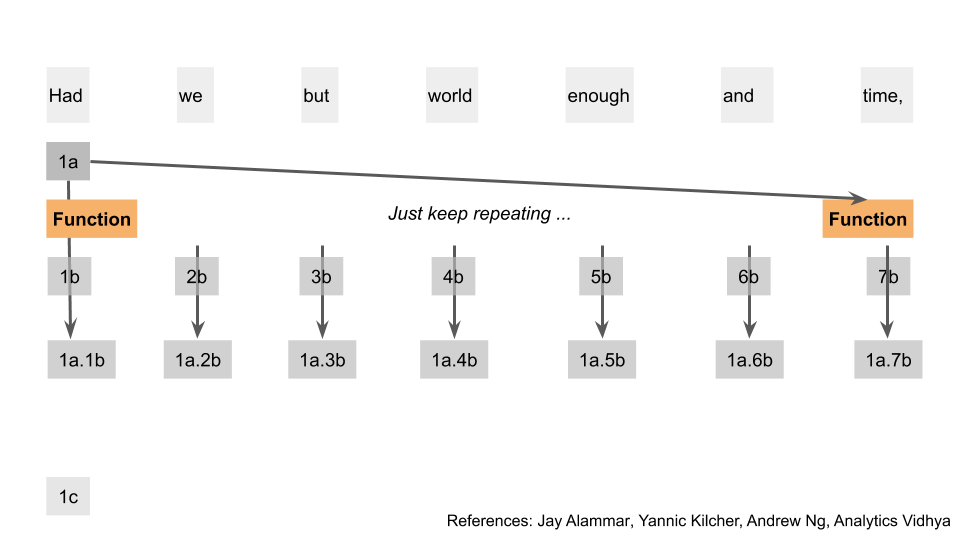 Had we but world enough and time,
1a
Function Just keep repeating ... Function
1b 2b 3b 4b 5b 6b 7b
1a.1b 1a.2b 1a.3b 1a.4b 1a.5b 1a.6b 1a.7b
1c
References: Jay Alammar, Yannic Kilcher, Andrew Ng, Analytics Vidhya